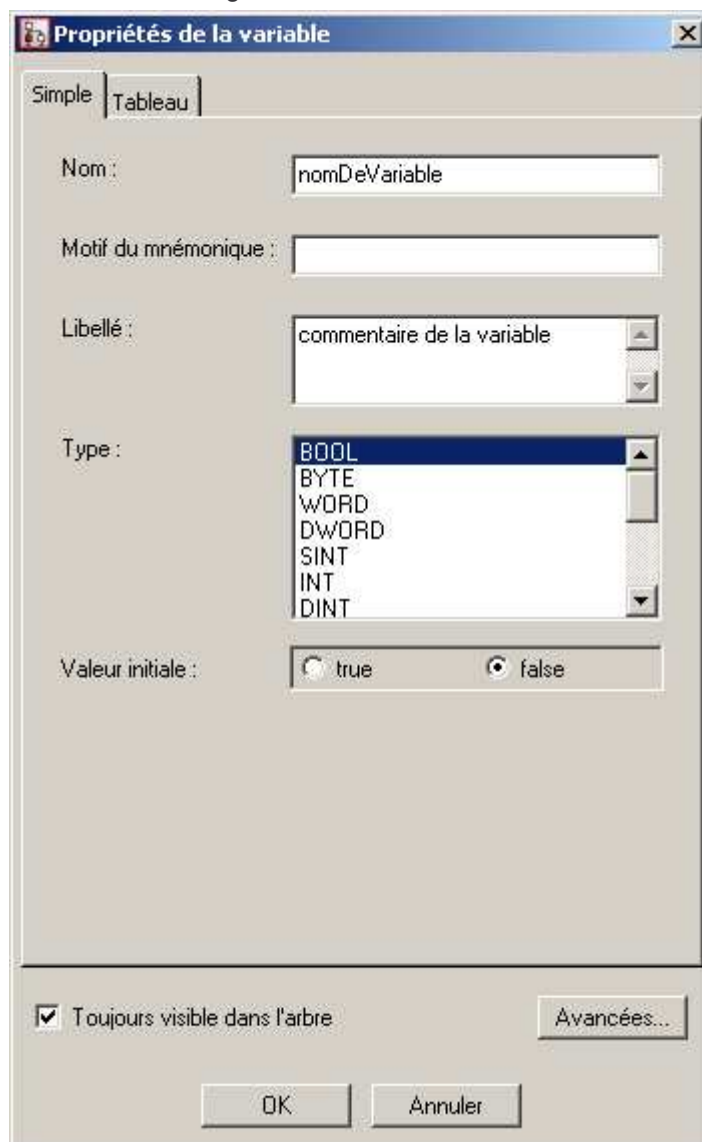 Propriétés de la variable
Simple
Tableau
Nom :
nomDeVariable
Motif du mnémonique :
Libellé :
commentaire de la variable
Type :
BOOL
BYTE
WORD
DWORD
SINT
INT
DINT
Valeur initiale :
true
false
Toujours visible dans l'arbre
Avancées...
OK
Annuler